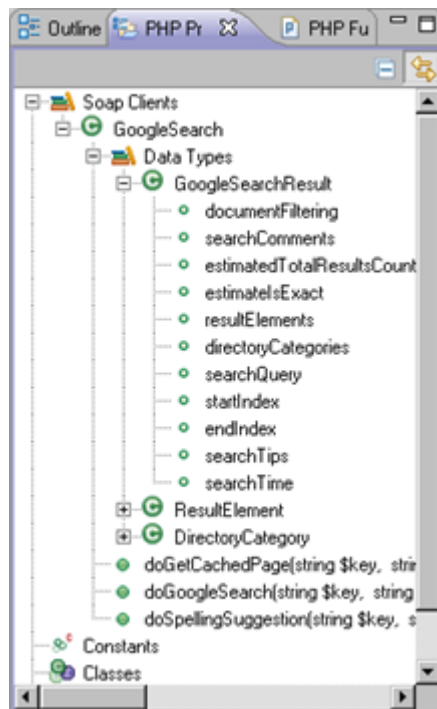 Outline PHP Pr PHP Fu
Soap Clients
GoogleSearch
Data Types
GoogleSearchResult
documentFiltering
searchComments
estimatedTotalResultsCount
estimateIsExact
resultElements
directoryCategories
searchQuery
startIndex
endIndex
searchTips
searchTime
ResultElement
DirectoryCategory
doGetCachedPage(string $key, strin
doGoogleSearch(string $key, string
doSpellingSuggestion(string $key, s
Constants
Classes